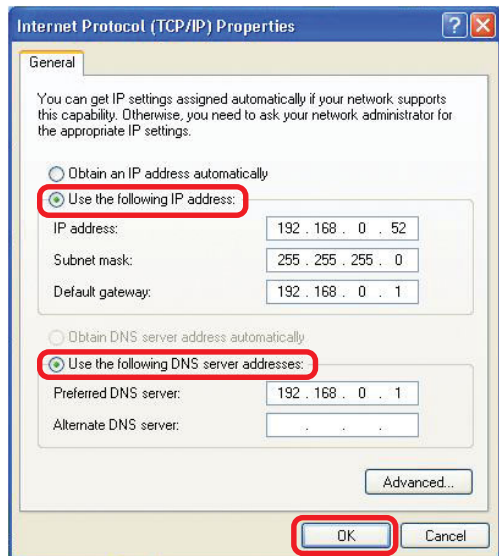 Internet Protocol (TCP/IP) Properties
General
You can get IP settings assigned automatically if your network supports
this capability. Otherwise, you need to ask your network administrator for
the appropriate IP settings.
Obtain an IP address automatically
Use the following IP address:
IP address: 192 . 168 . 0 . 52
Subnet mask: 255 . 255 . 255 . 0
Default gateway: 192 . 168 . 0 . 1
Obtain DNS server address automatically
Use the following DNS server addresses:
Preferred DNS server: 192 . 168 . 0 . 1
Alternate DNS server: . . .
Advanced...
OK Cancel